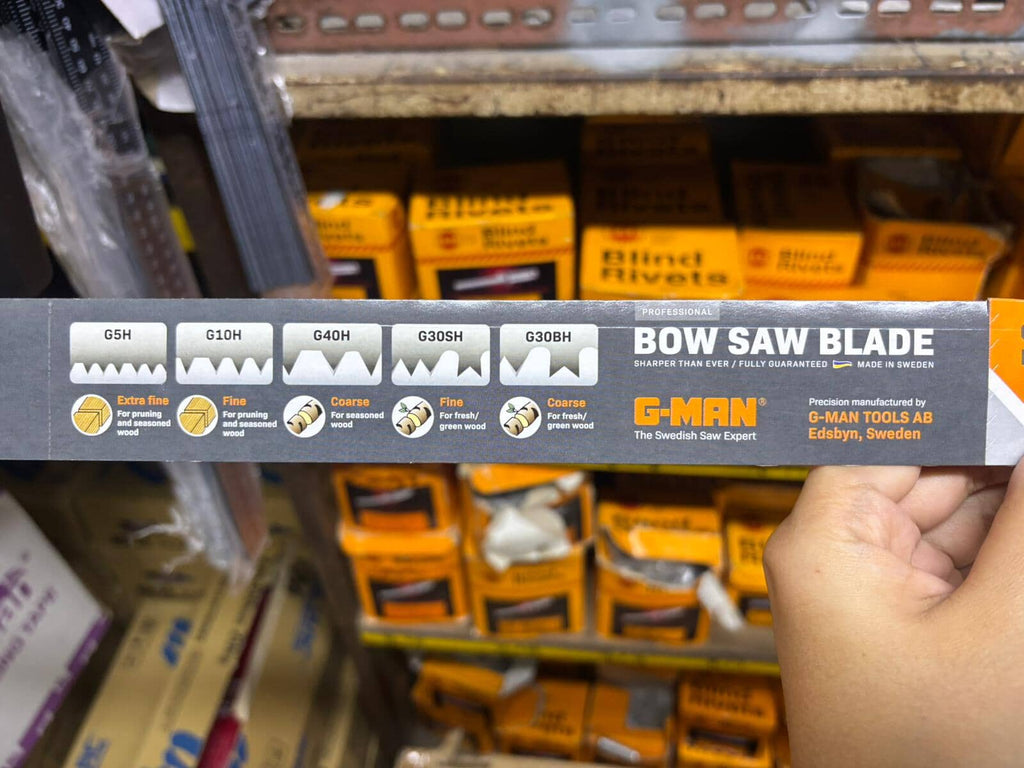 Blind
Rivets
Blind
Rivets
Blind
Rivets
G5H
G10H
G40H
G30SH
G30BH
Extra fine
For pruning
and seasoned
wood
Fine
For pruning
and seasoned
wood
Coarse
For seasoned
wood
Fine
For fresh/
green wood
Coarse
For fresh/
green wood
PROFESSIONAL
BOW SAW BLADE
SHARPER THAN EVER / FULLY GUARANTEED MADE IN SWEDEN
G-MAN®
The Swedish Saw Expert
Precision manufactured by
G-MAN TOOLS AB
Edsbyn, Sweden
Blind Rivets